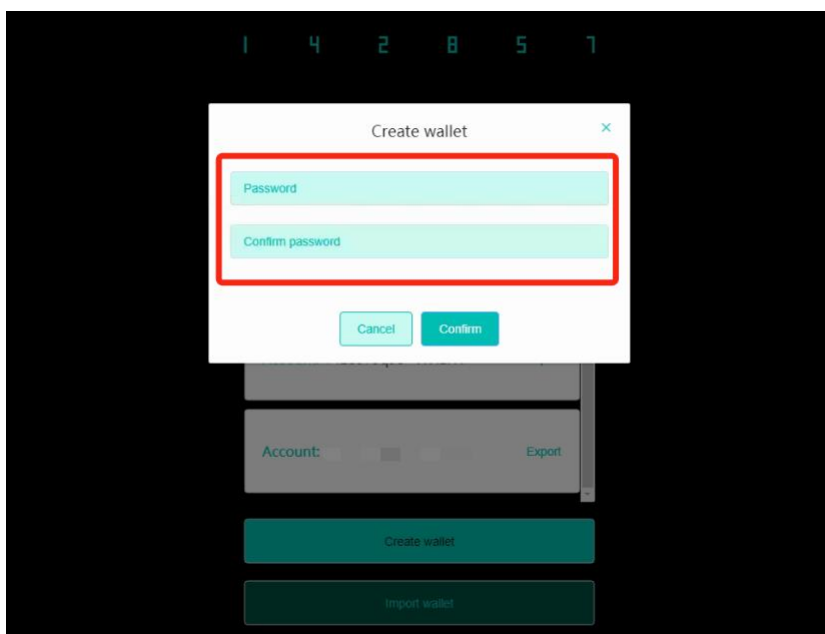 1 4 2 8 5 7
Create wallet ×
Password
Confirm password
Cancel Confirm
Account: Export
Create wallet
Import wallet